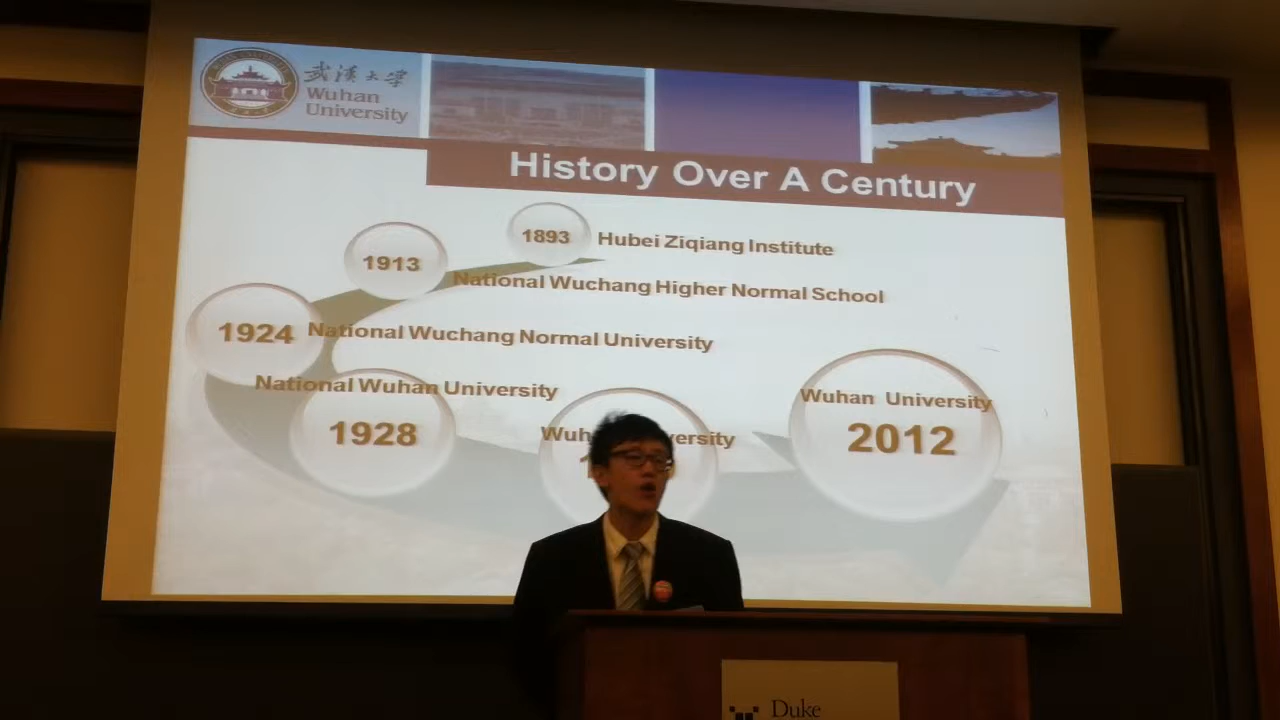 武漢大学
Wuhan
University
History Over A Century
1893 Hubei Ziqiang Institute
1913
National Wuchang Higher Normal School
1924 National Wuchang Normal University
National Wuhan University
1928
Wuhan University
2012
Duke